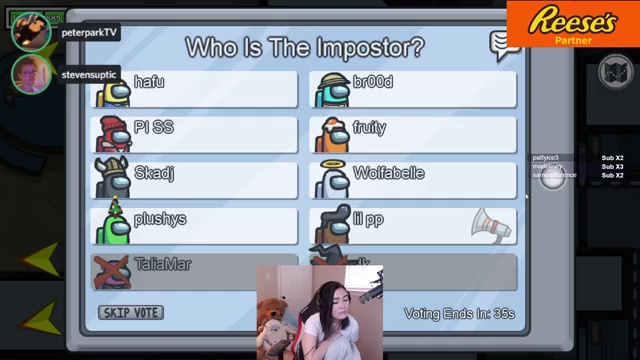 TASKS
peterparkTV
stevensuptic
Who Is The Impostor?
Reese's
Partner
hafu
br00d
PI SS
fruity
Skadj
Wolfabelle
plushys
lil pp
TaliaMar
SKIP VOTE
Voting Ends In: 35s
Sub X2
Sub X3
Sub X2